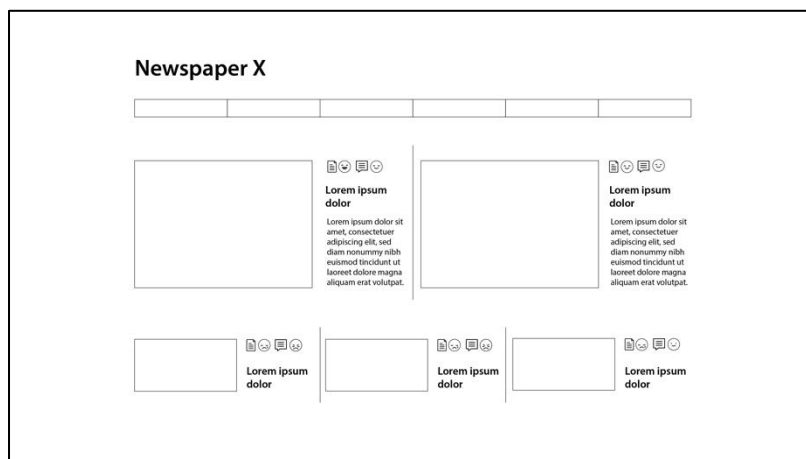 Newspaper X
Lorem ipsum
dolor
Lorem ipsum dolor sit
amet, consectetuer
adipiscing elit, sed
diam nonummy nibh
euismod tincidunt ut
laoreet dolore magna
aliquam erat volutpat.
Lorem ipsum
dolor
Lorem ipsum dolor sit
amet, consectetuer
adipiscing elit, sed
diam nonummy nibh
euismod tincidunt ut
laoreet dolore magna
aliquam erat volutpat.
Lorem ipsum
dolor
Lorem ipsum
dolor
Lorem ipsum
dolor